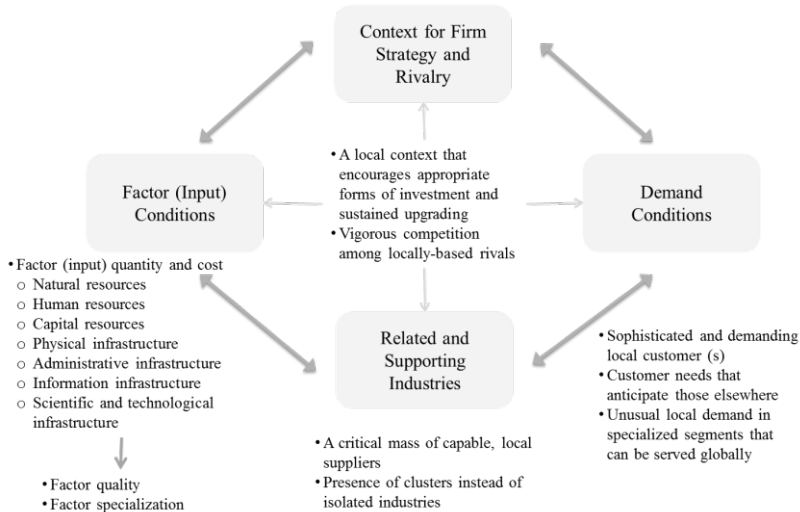 Context for Firm
Strategy and
Rivalry
• A local context that
encourages appropriate
forms of investment and
sustained upgrading
• Vigorous competition
among locally-based rivals
Factor (Input)
Conditions
Demand
Conditions
• Factor (input) quantity and cost
o Natural resources
o Human resources
o Capital resources
o Physical infrastructure
o Administrative infrastructure
o Information infrastructure
o Scientific and technological
infrastructure
• Factor quality
• Factor specialization
Related and
Supporting
Industries
• A critical mass of capable, local
suppliers
• Presence of clusters instead of
isolated industries
• Sophisticated and demanding
local customer (s)
• Customer needs that
anticipate those elsewhere
• Unusual local demand in
specialized segments that
can be served globally